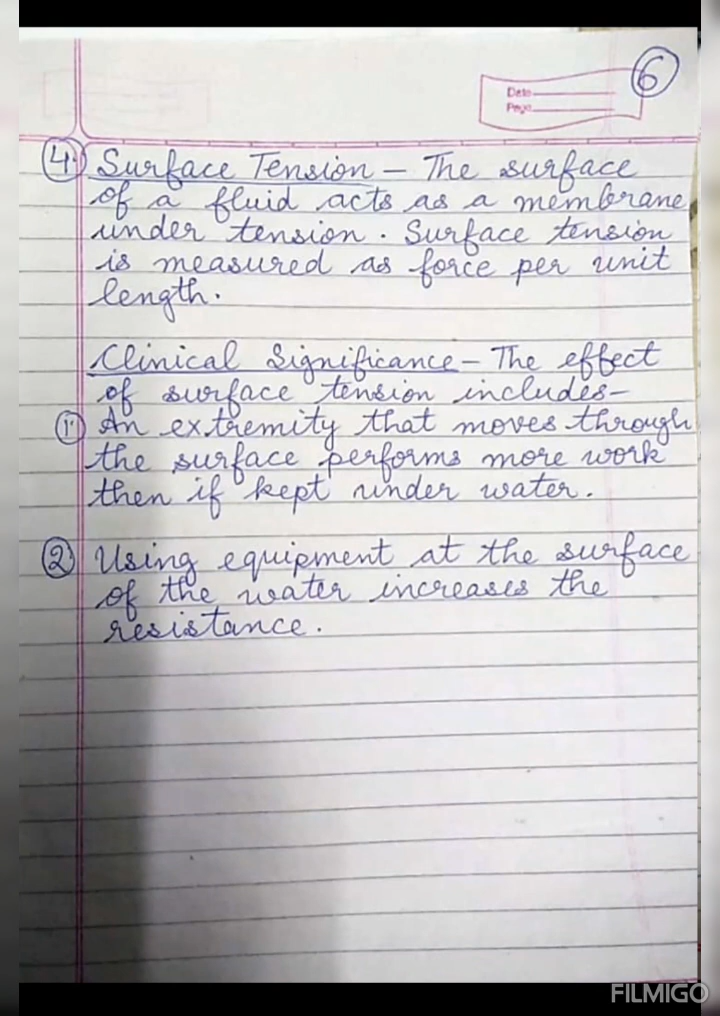 6
Date
Page
4. Surface Tension - The surface
of a fluid acts as a membrane
under tension. Surface tension
is measured as force per unit
length.
Clinical Significance - The effect
of surface tension includes-
1. An extremity that moves through
the surface performs more work
then if kept under water.
2. Using equipment at the surface
of the water increases the
resistance.
FILMIGO